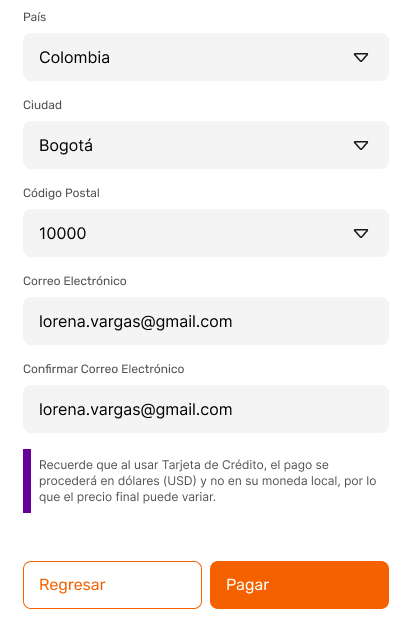 País
Colombia
Ciudad
Bogotá
Código Postal
10000
Correo Electrónico
lorena.vargas@gmail.com
Confirmar Correo Electrónico
lorena.vargas@gmail.com
Recuerde que al usar Tarjeta de Crédito, el pago se
procederá en dólares (USD) y no en su moneda local, por lo
que el precio final puede variar.
Regresar
Pagar